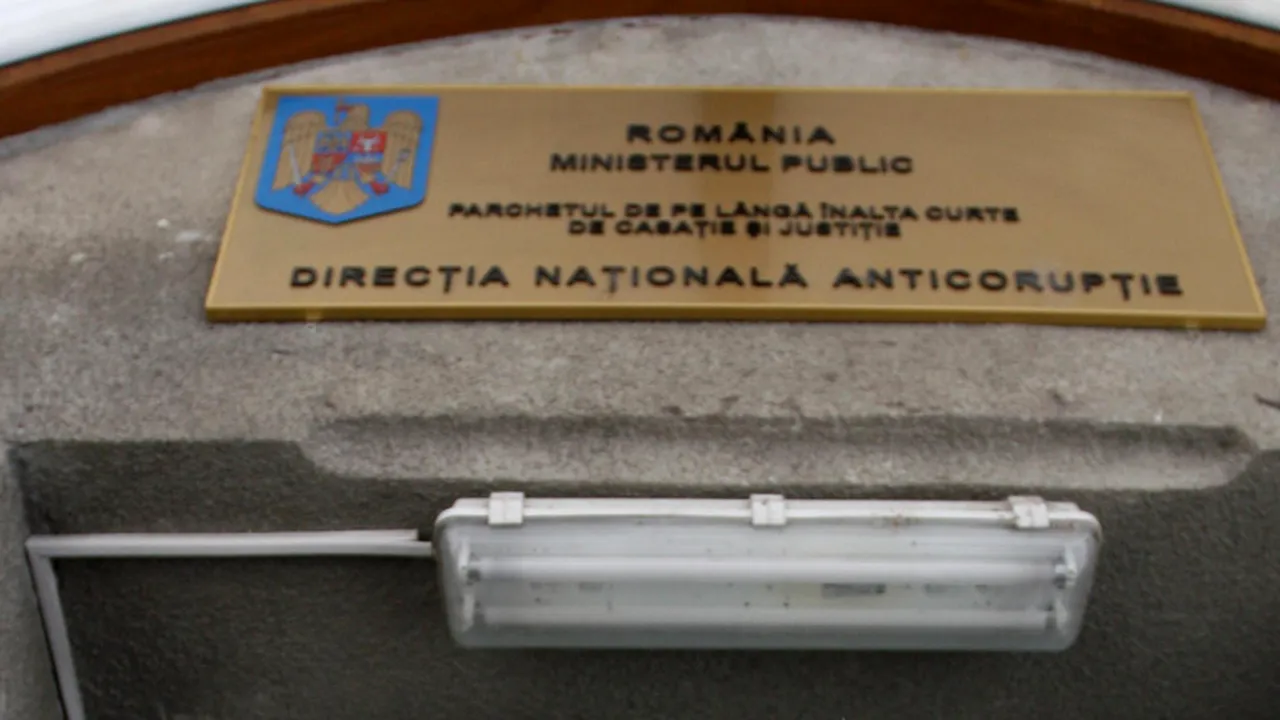 ROMÂNIA
MINISTERUL PUBLIC
PARCHETUL DE PE LÂNGĂ ÎNALTA CURTE
DE CASAȚIE ȘI JUSTIȚIE
DIRECȚIA NAȚIONALĂ ANTICORUPȚIE